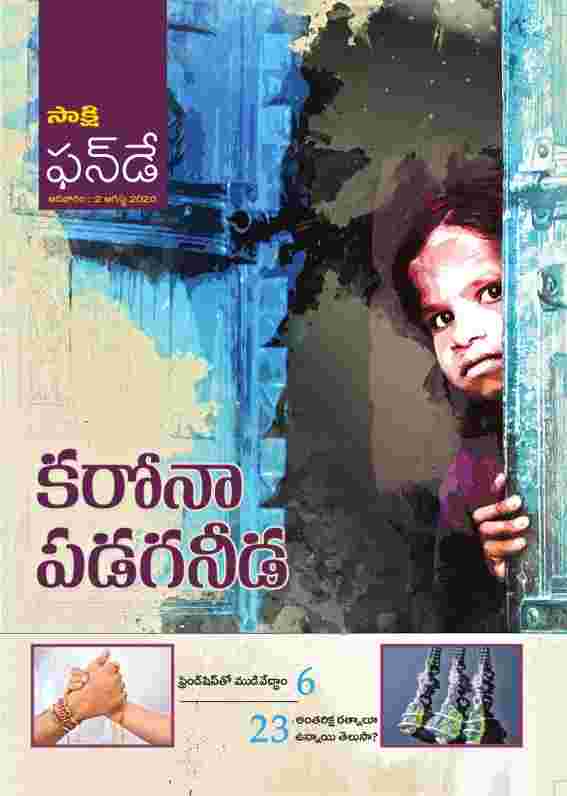 సాక్షి
ఫన్‌డే
ఆదివారం : 2 ఆగస్ట్ 2020
కరోనా
పడగనీడ
ఫ్రెండ్‌షిప్‌తో ముడివేద్దాం 6
23 అంతరిక్ష రత్నాలూ
ఉన్నాయి తెలుసా?